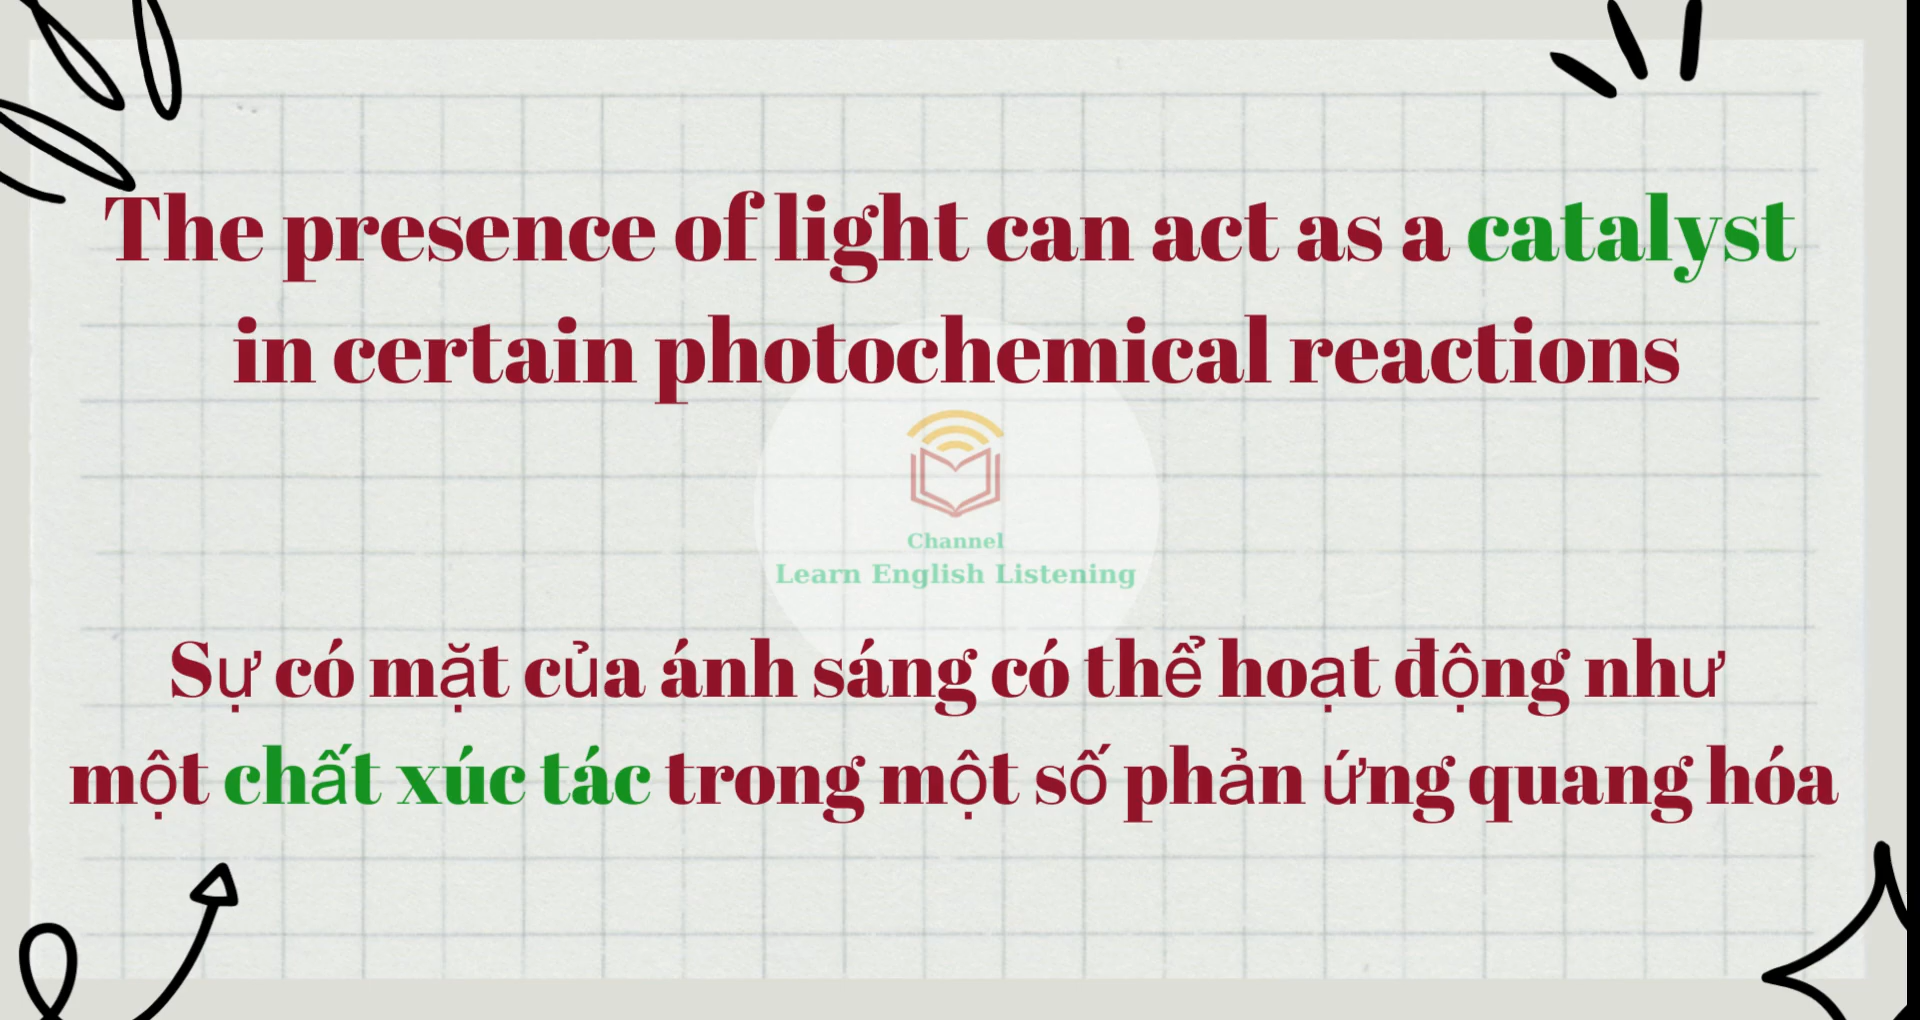 The presence of light can act as a catalyst
in certain photochemical reactions
Channel
Learn English Listening
Sự có mặt của ánh sáng có thể hoạt động như
một chất xúc tác trong một số phản ứng quang hóa